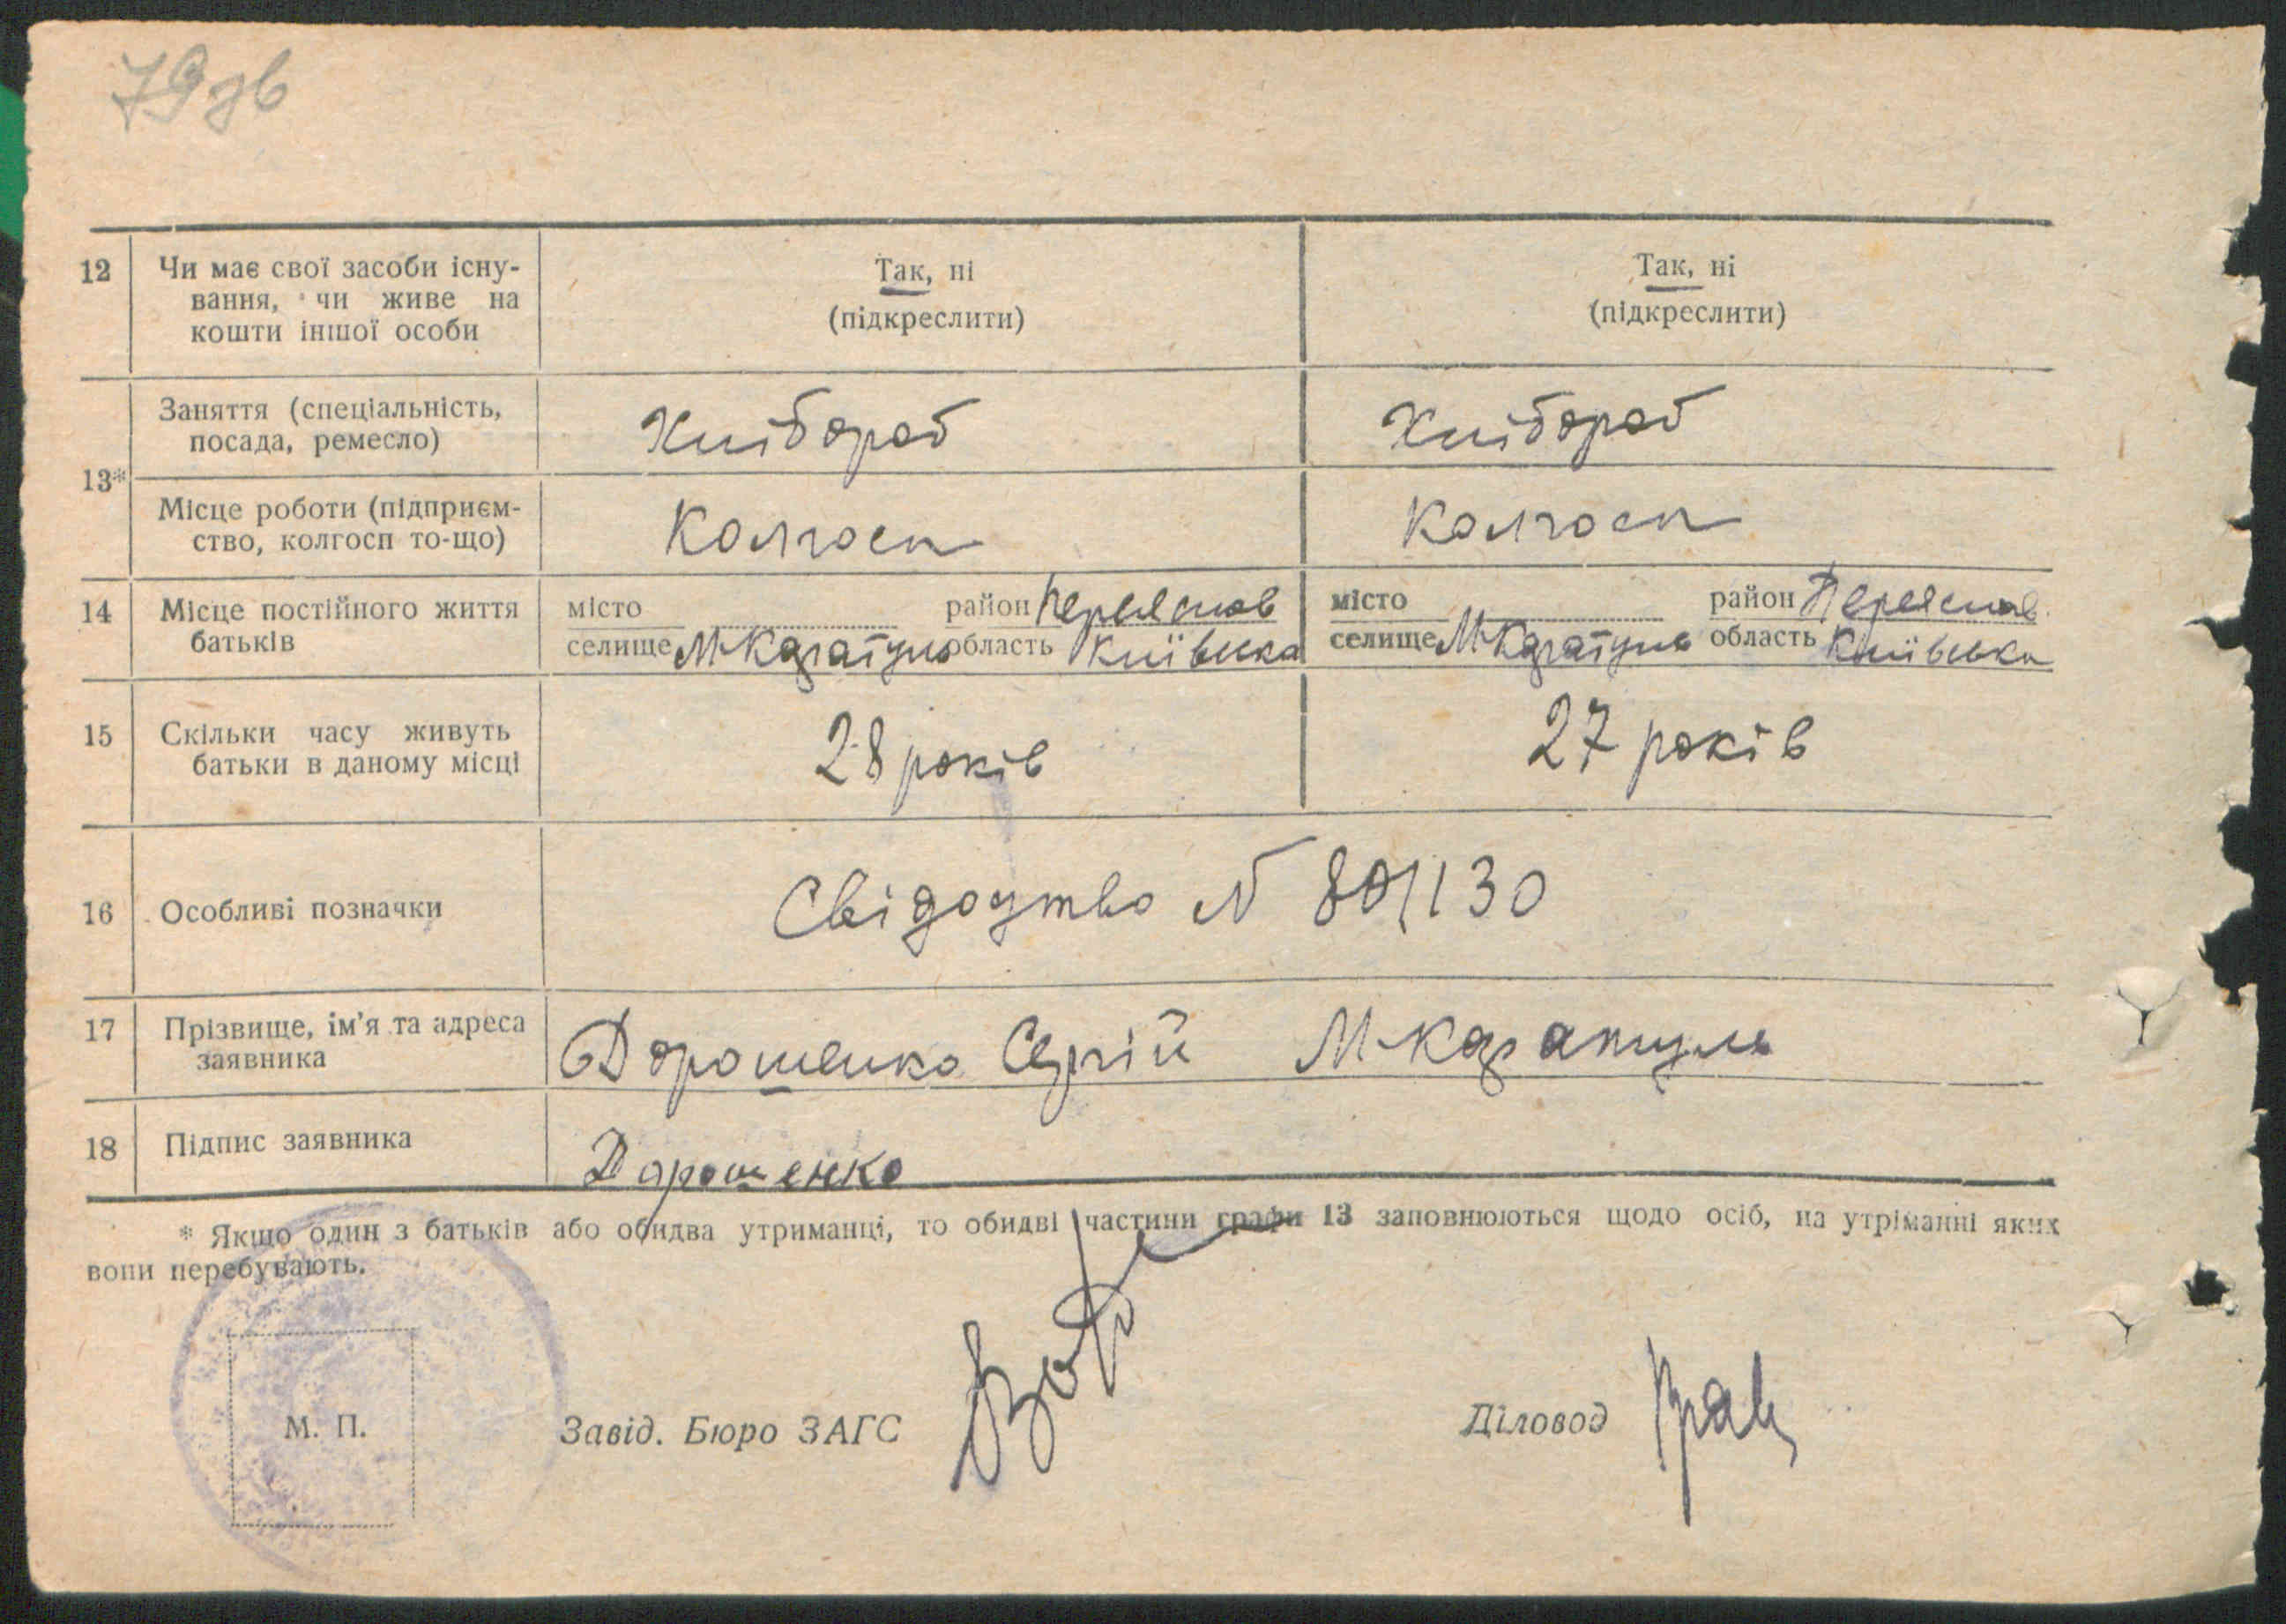 79зв
12 Чи має свої засоби існу- Так, ні Так, ні
вання, чи живе на (підкреслити) (підкреслити)
кошти іншої особи
Заняття (спеціальність, Хлібороб Хлібороб
посада, ремесло)
13*
Місце роботи (підприєм- Колгосп Колгосп
ство, колгосп то-що)
14 Місце постійного життя місто район Переяслав місто район Переяслав
батьків селище М-Каратуль область Київська селище М-Каратуль область Київська
15 Скільки часу живуть 28 років 27 років
батьки в даному місці
16 Особливі позначки Свідоцтво N 801130
17 Прізвище, ім’я та адреса Дорошенко Сергій М-Каратуль
заявника
18 Підпис заявника Дорошенко
* Якщо один з батьків або обидва утриманці, то обидві частини графи 13 заповнюються щодо осіб, на утріманні яких
вони перебувають.
М. П. Завід. Бюро ЗАГС Діловод